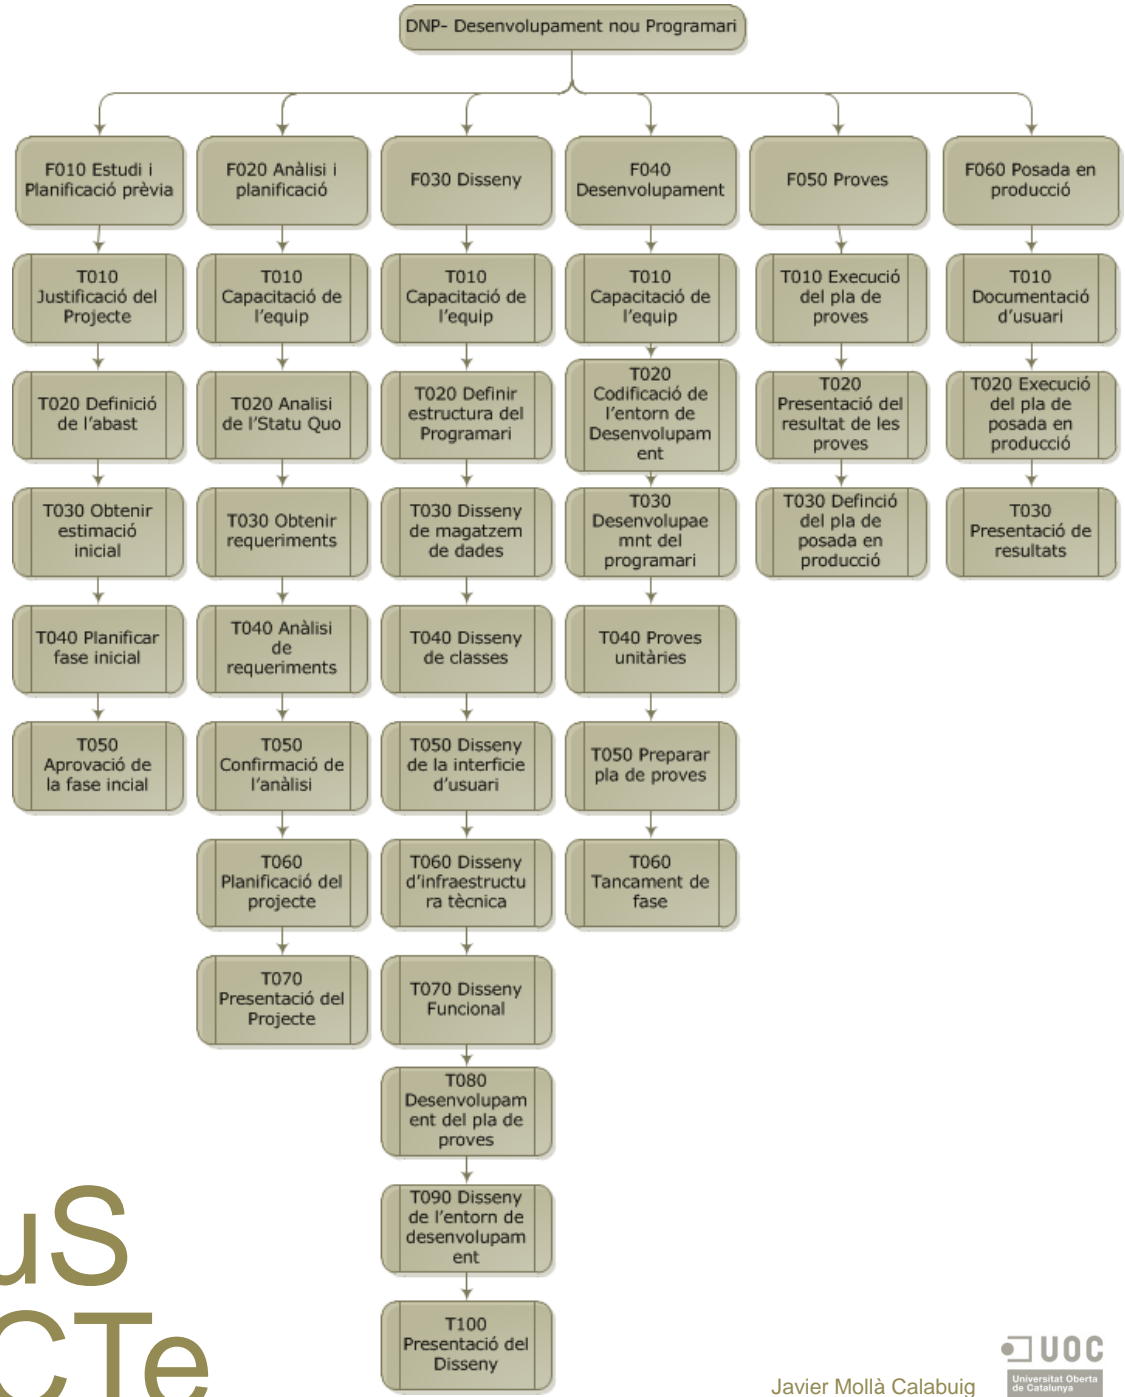 DNP- Desenvolupament nou Programari
F010 Estudi i
Planificació prèvia
F020 Anàlisi i
planificació
F030 Disseny
F040
Desenvolupament
F050 Proves
F060 Posada en
producció
T010
Justificació del
Projecte
T020 Definició
de l'abast
T030 Obtenir
estimació
inicial
T040 Planificar
fase inicial
T050
Aprovació de
la fase incial
T010
Capacitació de
l'equip
T020 Analisi
de l'Statu Quo
T030 Obtenir
requeriments
T040 Anàlisi
de
requeriments
T050
Confirmació de
l'anàlisi
T060
Planificació del
projecte
T070
Presentació del
Projecte
T010
Capacitació de
l'equip
T020 Definir
estructura del
Programari
T030 Disseny
de magatzem
de dades
T040 Disseny
de classes
T050 Disseny
de la interficie
d'usuari
T060 Disseny
d'infraestructu
ra tècnica
T070 Disseny
Funcional
T080
Desenvolupam
ent del pla de
proves
T090 Disseny
de l'entorn de
desenvolupam
ent
T100
Presentació del
Disseny
T010
Capacitació de
l'equip
T020
Codificació de
l'entorn de
Desenvolupam
ent
T030
Desenvolupae
mnt del
programari
T040 Proves
unitàries
T050 Preparar
pla de proves
T060
Tancament de
fase
T010 Execució
del pla de
proves
T020
Presentació del
resultat de les
proves
T030 Definció
del pla de
posada en
producció
T010
Documentació
d'usuari
T020 Execució
del pla de
posada en
producció
T030
Presentació de
resultats
uS
CTe
Javier Mollà Calabuig
UOC
Universitat Oberta
de Catalunya